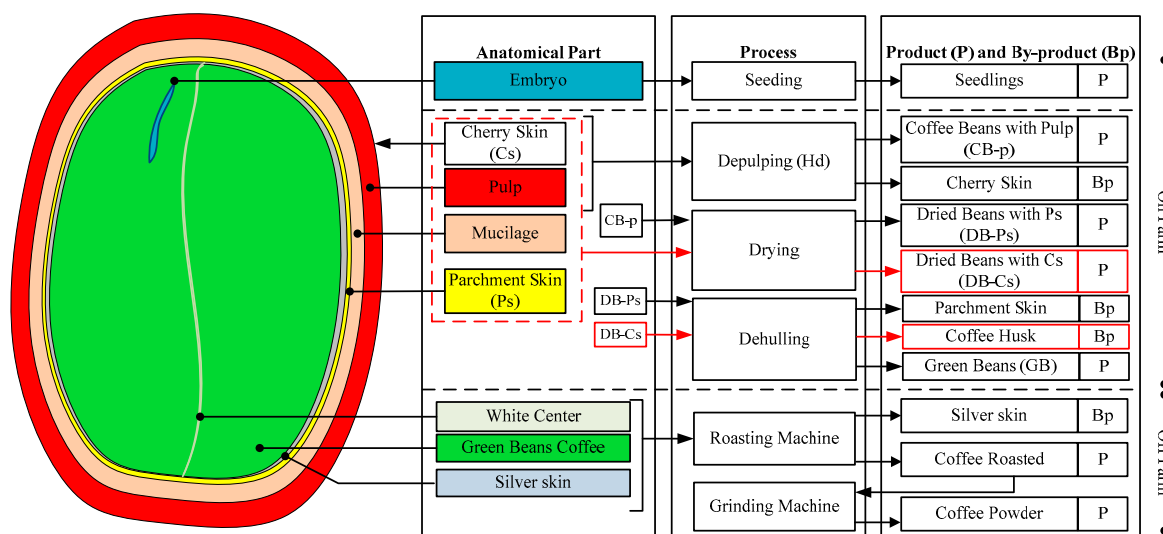 Anatomical Part
Process
Product (P) and By-product (Bp)
Embryo
Seeding
Seedlings
P
Cherry Skin
(Cs)
Pulp
Mucilage
Parchment Skin
(Ps)
CB-p
DB-Ps
DB-Cs
Depulping (Hd)
Drying
Dehulling
Coffee Beans with Pulp
(CB-p)
P
Cherry Skin
Bp
Dried Beans with Ps
(DB-Ps)
P
Dried Beans with Cs
(DB-Cs)
P
Parchment Skin
Bp
Coffee Husk
Bp
Green Beans (GB)
P
White Center
Green Beans Coffee
Silver skin
Roasting Machine
Grinding Machine
Silver skin
Bp
Coffee Roasted
P
Coffee Powder
P